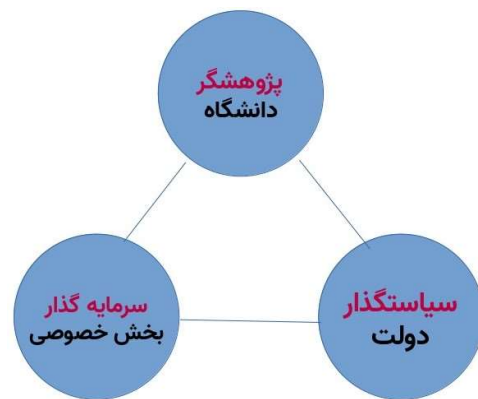 پژوهشگر
دانشگاه
سیاستگذار
دولت
سرمایه گذار
بخش خصوصی